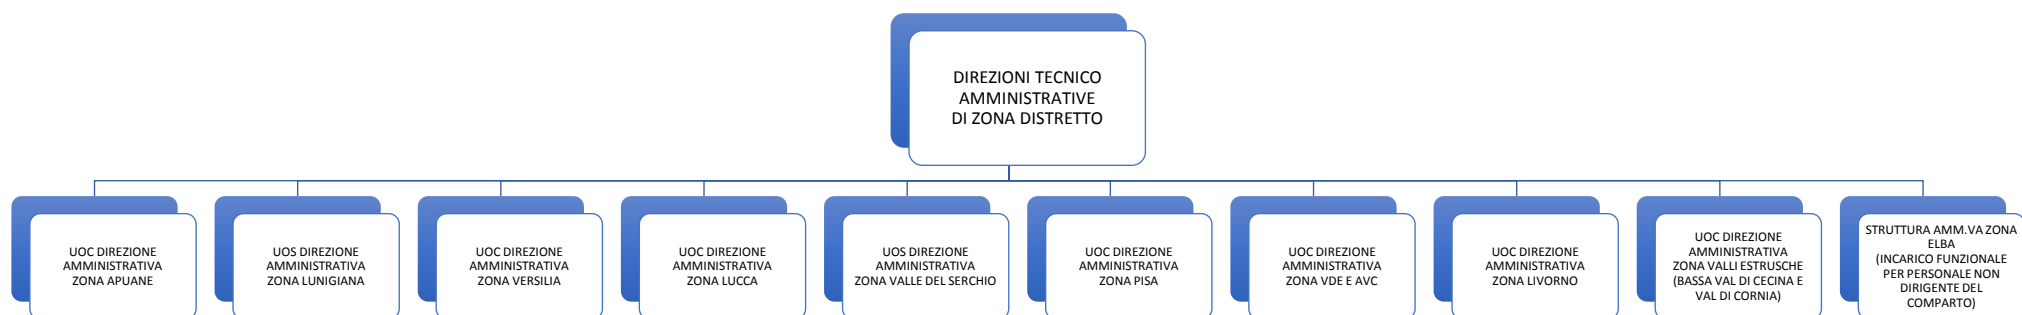 DIREZIONI TECNICO
AMMINISTRATIVE
DI ZONA DISTRETTO
UOC DIREZIONE
AMMINISTRATIVA
ZONA APUANE
UOS DIREZIONE
AMMINISTRATIVA
ZONA LUNIGIANA
UOC DIREZIONE
AMMINISTRATIVA
ZONA VERSILIA
UOC DIREZIONE
AMMINISTRATIVA
ZONA LUCCA
UOS DIREZIONE
AMMINISTRATIVA
ZONA VALLE DEL SERCHIO
UOC DIREZIONE
AMMINISTRATIVA
ZONA PISA
UOC DIREZIONE
AMMINISTRATIVA
ZONA VDE E AVC
UOC DIREZIONE
AMMINISTRATIVA
ZONA LIVORNO
UOC DIREZIONE
AMMINISTRATIVA
ZONA VALLI ESTRUSCHE
(BASSA VAL DI CECINA E
VAL DI CORNIA)
STRUTTURA AMM.VA ZONA
ELBA
(INCARICO FUNZIONALE
PER PERSONALE NON
DIRIGENTE DEL
COMPARTO)